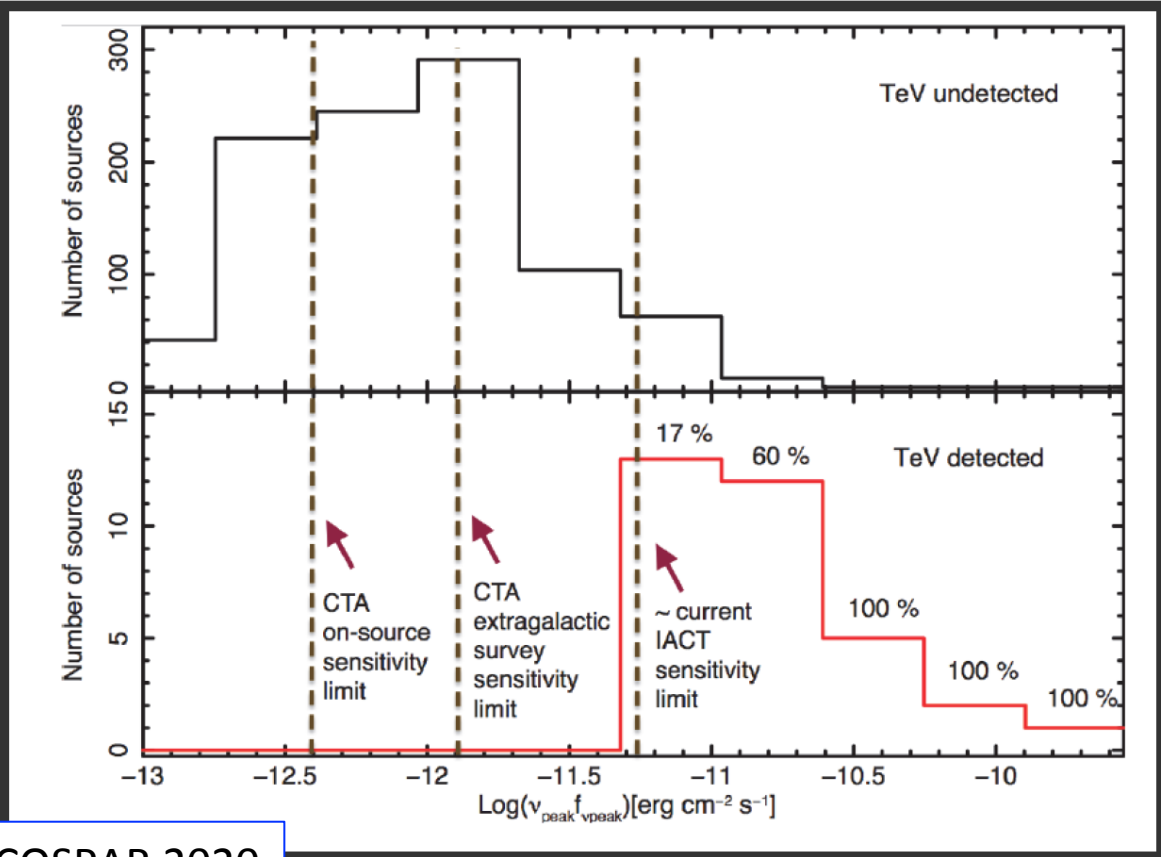 300
200
100
0
Number of sources
TeV undetected
15
10
5
0
Number of sources
TeV detected
17 %
60 %
100 %
100 %
100 %
CTA
on-source
sensitivity
limit
CTA
extragalactic
survey
sensitivity
limit
~ current
IACT
sensitivity
limit
−13
−12.5
−12
−11.5
−11
−10.5
−10
Log(νpeakfνpeak)[erg cm⁻² s⁻¹]
COSPAR 2020